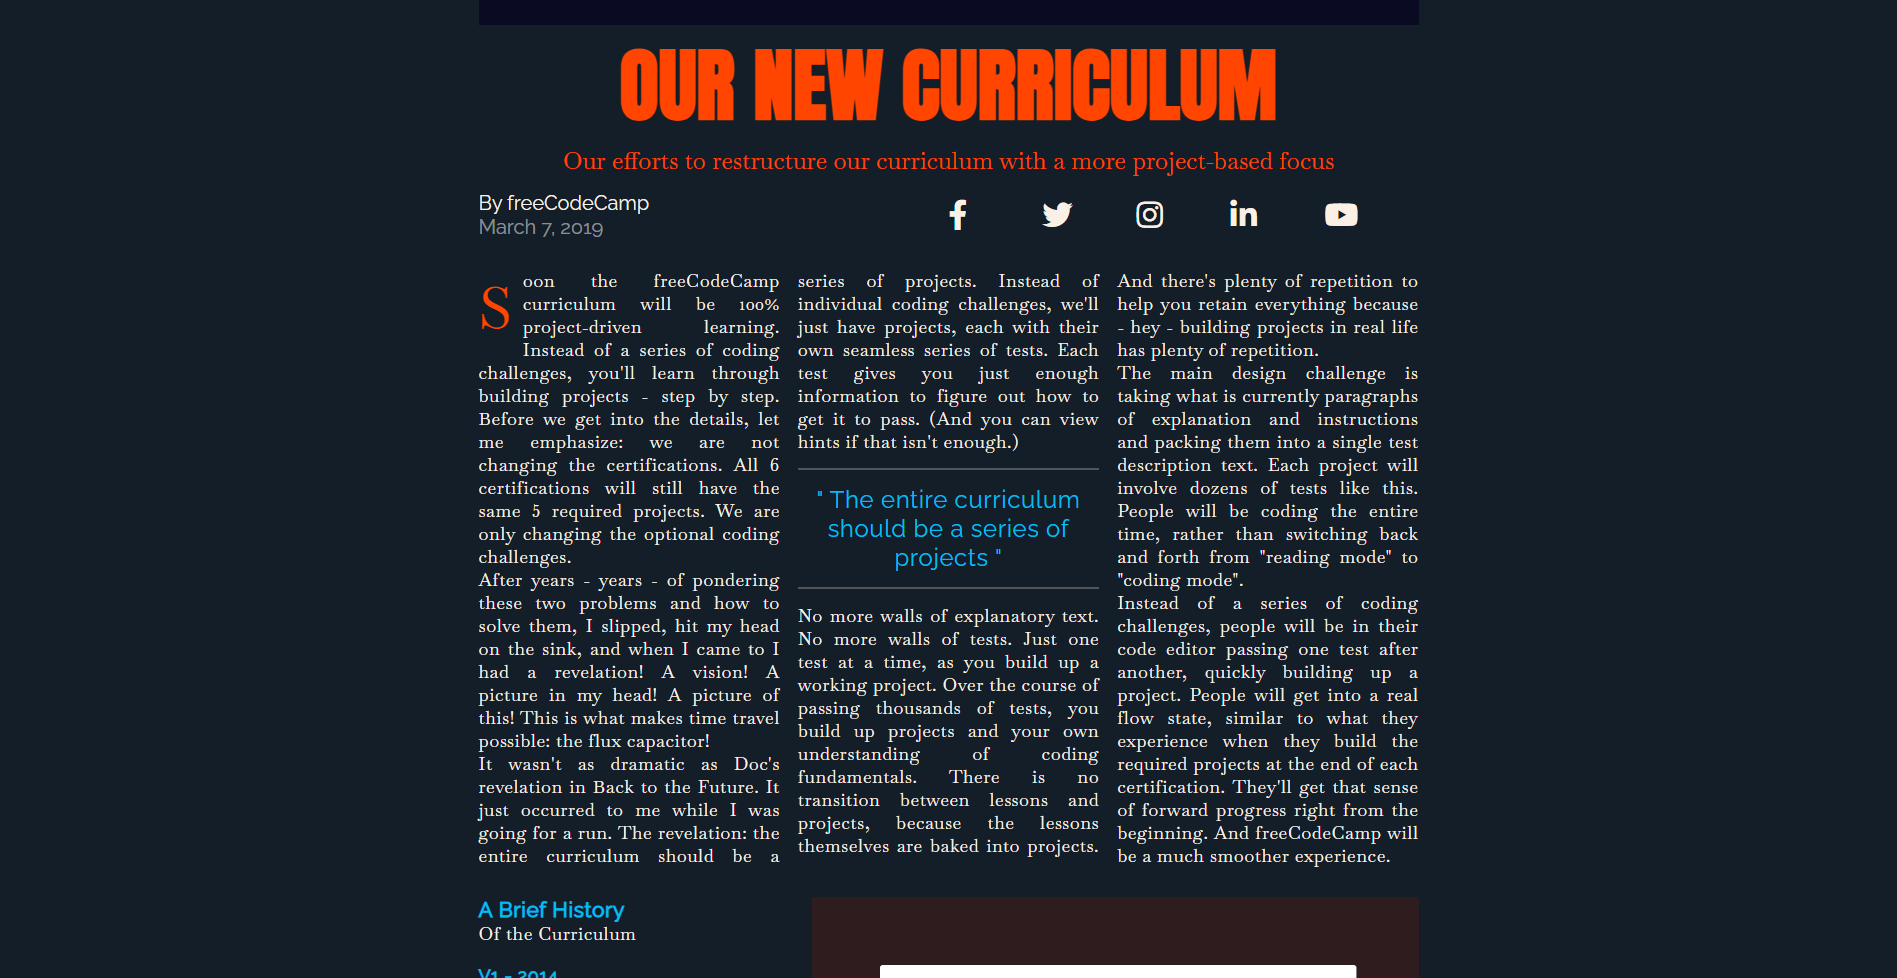 OUR NEW CURRICULUM
Our efforts to restructure our curriculum with a more project-based focus
By freeCodeCamp
March 7, 2019
Soon the freeCodeCamp
curriculum will be 100%
project-driven learning.
Instead of a series of coding
challenges, you'll learn through
building projects - step by step.
Before we get into the details, let
me emphasize: we are not
changing the certifications. All 6
certifications will still have the
same 5 required projects. We are
only changing the optional coding
challenges.
After years - years - of pondering
these two problems and how to
solve them, I slipped, hit my head
on the sink, and when I came to I
had a revelation! A vision! A
picture in my head! A picture of
this! This is what makes time travel
possible: the flux capacitor!
It wasn't as dramatic as Doc's
revelation in Back to the Future. It
just occurred to me while I was
going for a run. The revelation: the
entire curriculum should be a
series of projects. Instead of
individual coding challenges, we'll
just have projects, each with their
own seamless series of tests. Each
test gives you just enough
information to figure out how to
get it to pass. (And you can view
hints if that isn't enough.)
" The entire curriculum
should be a series of
projects "
No more walls of explanatory text.
No more walls of tests. Just one
test at a time, as you build up a
working project. Over the course of
passing thousands of tests, you
build up projects and your own
understanding of coding
fundamentals. There is no
transition between lessons and
projects, because the lessons
themselves are baked into projects.
And there's plenty of repetition to
help you retain everything because
- hey - building projects in real life
has plenty of repetition.
The main design challenge is
taking what is currently paragraphs
of explanation and instructions
and packing them into a single test
description text. Each project will
involve dozens of tests like this.
People will be coding the entire
time, rather than switching back
and forth from "reading mode" to
"coding mode".
Instead of a series of coding
challenges, people will be in their
code editor passing one test after
another, quickly building up a
project. People will get into a real
flow state, similar to what they
experience when they build the
required projects at the end of each
certification. They'll get that sense
of forward progress right from the
beginning. And freeCodeCamp will
be a much smoother experience.
A Brief History
Of the Curriculum
V1 - 2014